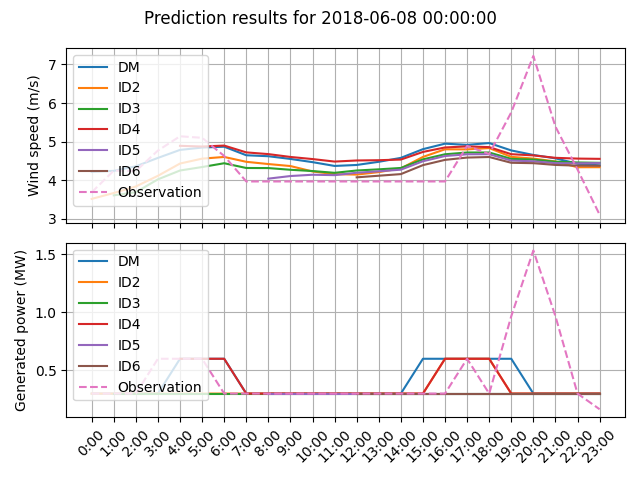 Prediction results for 2018-06-08 00:00:00
Wind speed (m/s)
7
6
5
4
3
DM
ID2
ID3
ID4
ID5
ID6
Observation
Generated power (MW)
1.5
1.0
0.5
DM
ID2
ID3
ID4
ID5
ID6
Observation
0:00
1:00
2:00
3:00
4:00
5:00
6:00
7:00
8:00
9:00
10:00
11:00
12:00
13:00
14:00
15:00
16:00
17:00
18:00
19:00
20:00
21:00
22:00
23:00